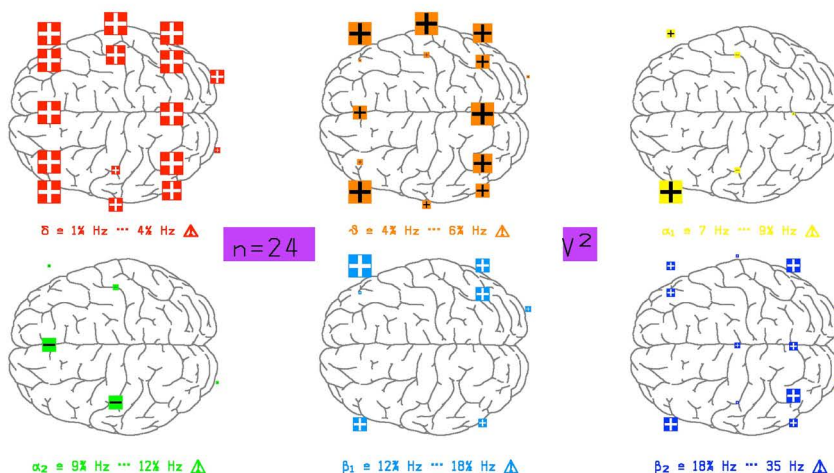 δ ≙ 1½ Hz ··· 4½ Hz ⚠
ϑ ≙ 4½ Hz ··· 6½ Hz ⚠
α₁ ≙ 7 Hz ··· 9½ Hz ⚠
n=24
V²
α₂ ≙ 9½ Hz ··· 12½ Hz ⚠
β₁ ≙ 12½ Hz ··· 18½ Hz ⚠
β₂ ≙ 18½ Hz ··· 35 Hz ⚠